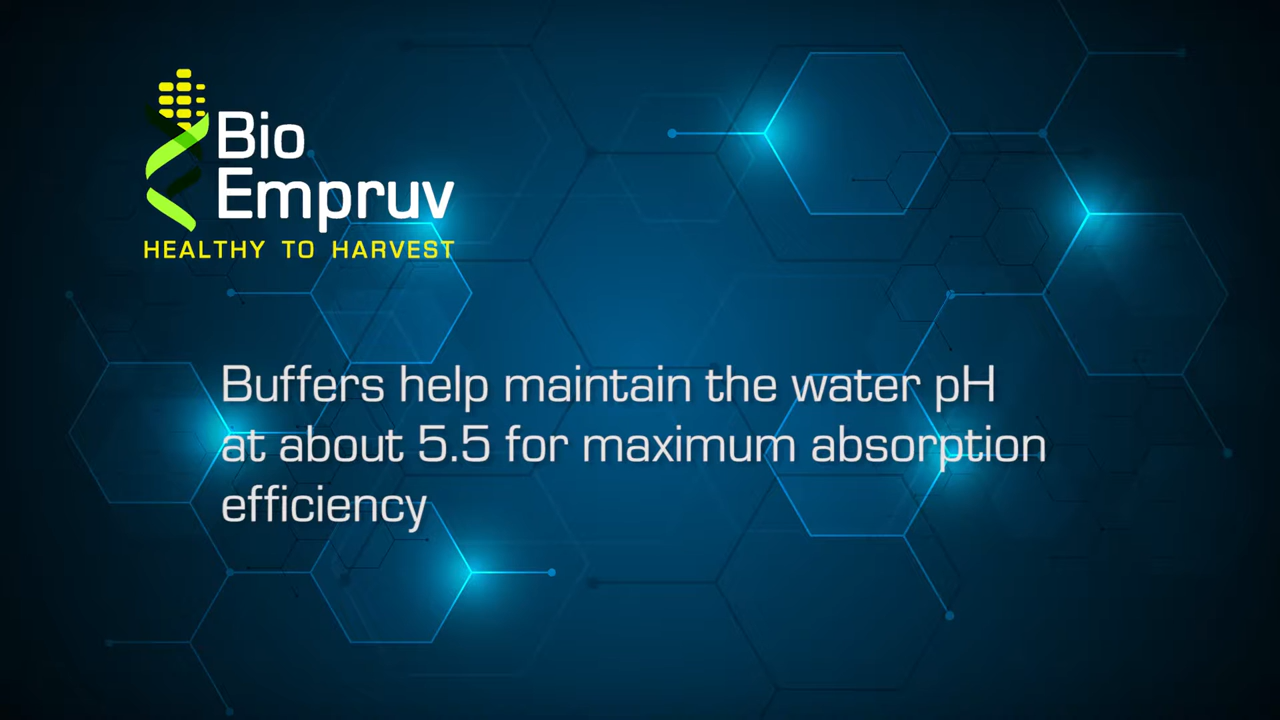 Bio
Empruv
HEALTHY TO HARVEST
Buffers help maintain the water pH
at about 5.5 for maximum absorption
efficiency